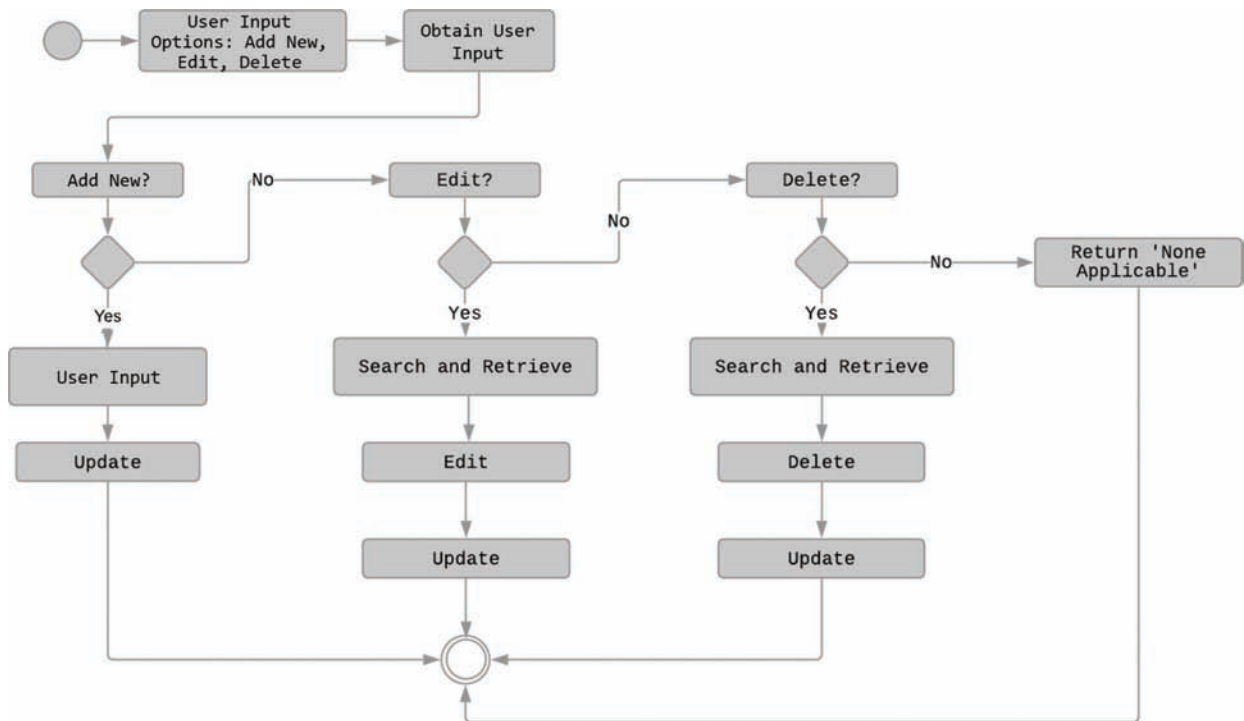 User Input
Options: Add New,
Edit, Delete
Obtain User
Input
Add New?
No
Edit?
No
Delete?
No
Return 'None
Applicable'
Yes
Yes
Yes
User Input
Search and Retrieve
Search and Retrieve
Update
Edit
Delete
Update
Update